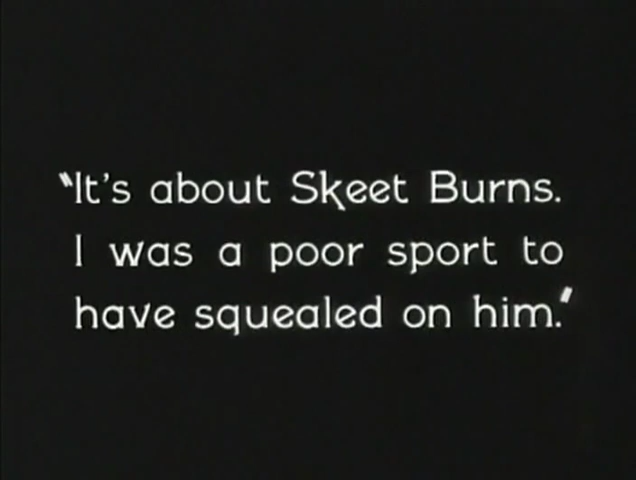 "It's about Skeet Burns.
I was a poor sport to
have squealed on him."